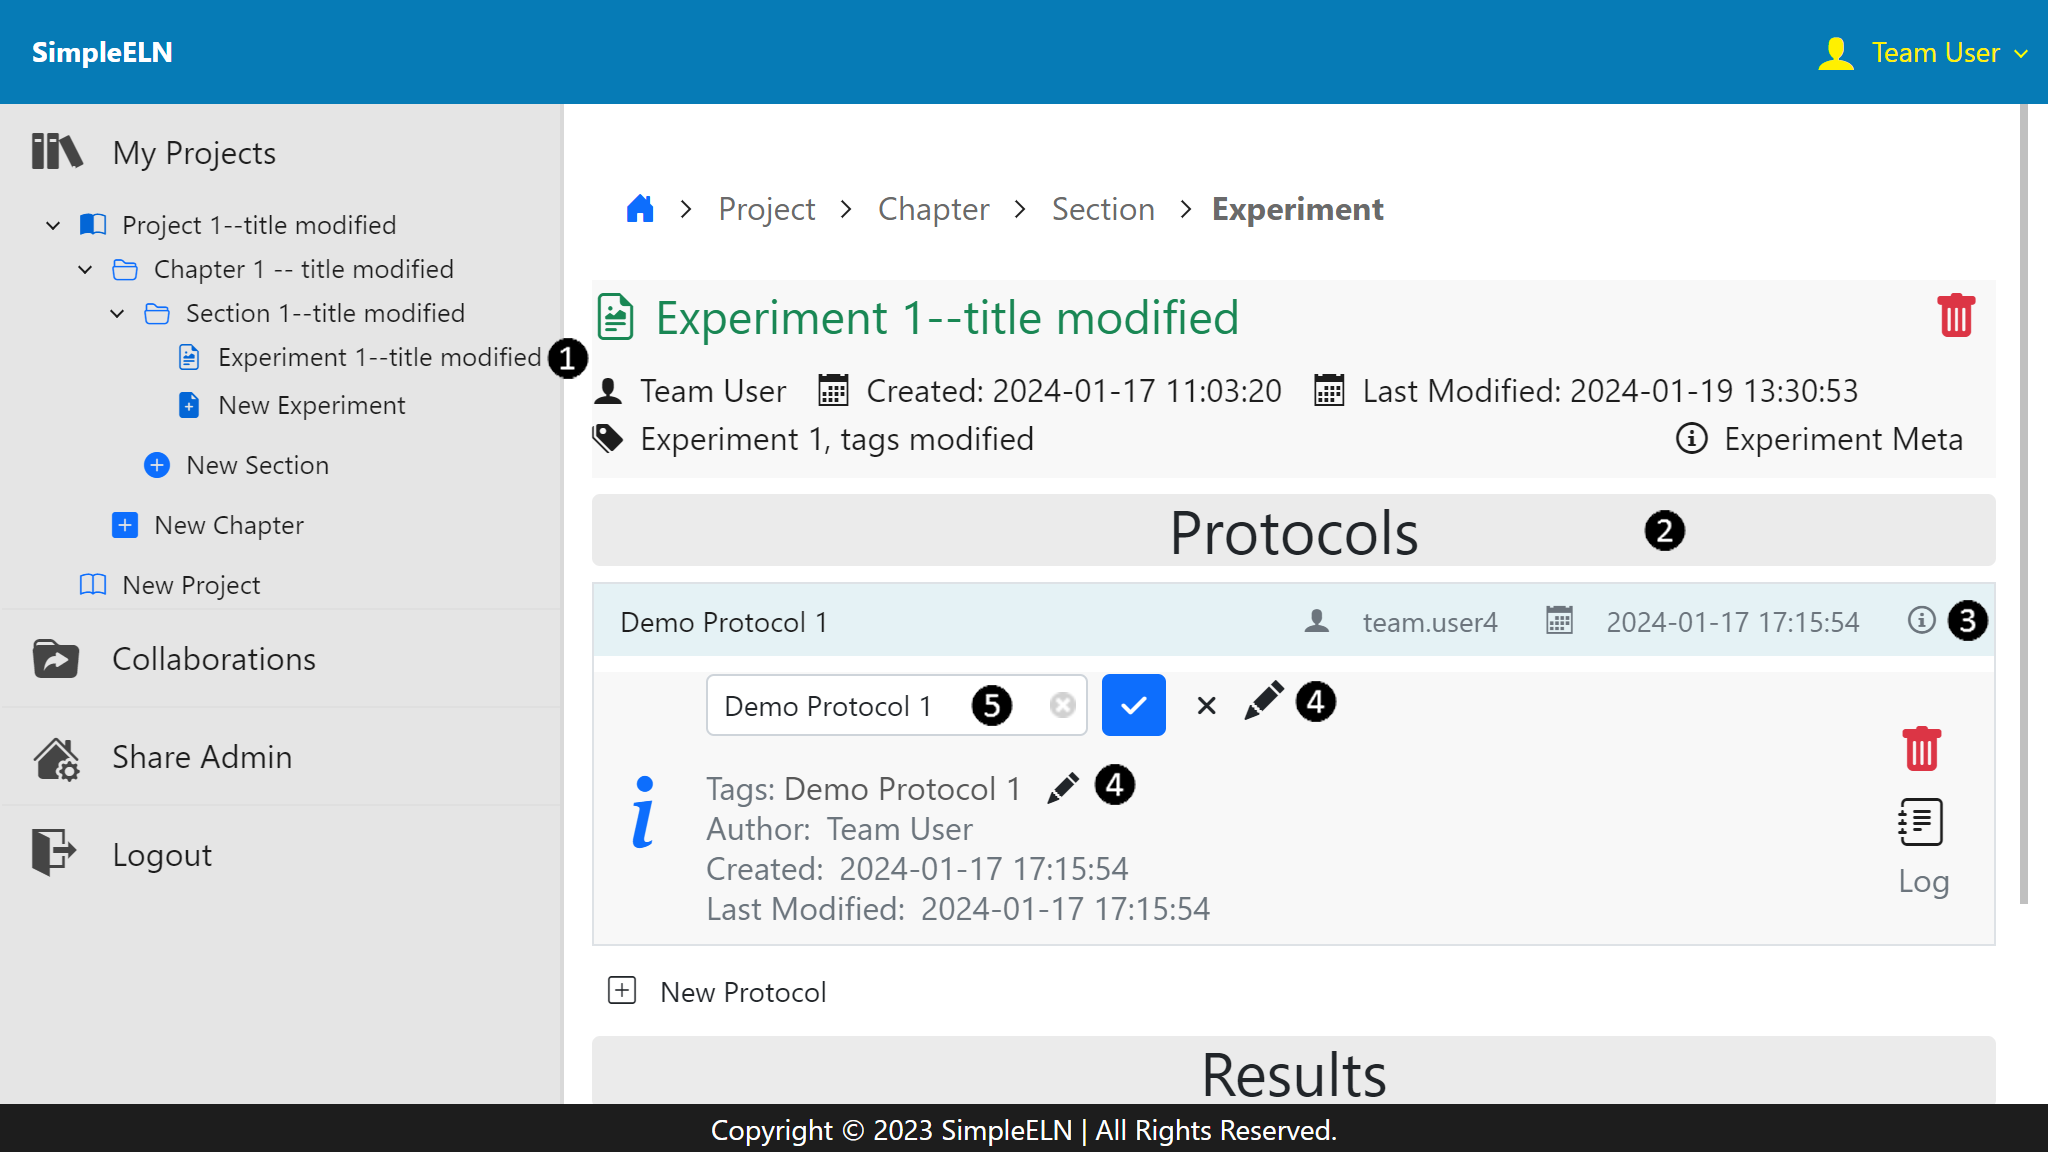 SimpleELN
Team User
My Projects
Project 1--title modified
Chapter 1 -- title modified
Section 1--title modified
Experiment 1--title modified 1
New Experiment
New Section
New Chapter
New Project
Collaborations
Share Admin
Logout
Project > Chapter > Section > Experiment
Experiment 1--title modified
Team User Created: 2024-01-17 11:03:20 Last Modified: 2024-01-19 13:30:53
Experiment 1, tags modified Experiment Meta
Protocols 2
Demo Protocol 1 team.user4 2024-01-17 17:15:54 3
Demo Protocol 1 5 4
Tags: Demo Protocol 1 4
Author: Team User
Created: 2024-01-17 17:15:54
Last Modified: 2024-01-17 17:15:54
Log
New Protocol
Results
Copyright © 2023 SimpleELN | All Rights Reserved.